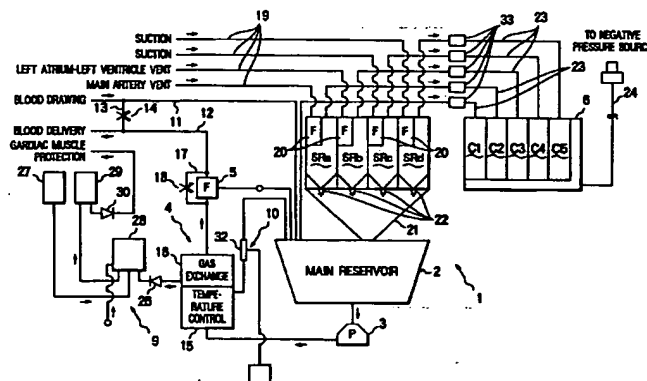 SUCTION
19
33
23
TO NEGATIVE
PRESSURE SOURCE
SUCTION
LEFT ATRIUM-LEFT VENTRICLE VENT
MAIN ARTERY VENT
23
24
BLOOD DRAWING
13
14
11
12
6
BLOOD DELIVERY
GARDIAC MUSCLE
PROTECTION
17
F
5
18
20
F
F
F
F
20
SRa
SRb
SRc
SRd
C1
C2
C3
C4
C5
27
29
30
4
10
32
22
21
28
16
GAS
EXCHANGE
MAIN RESERVOIR
2
1
26
TEMPE-
RATURE
CONTROL
9
15
P
3